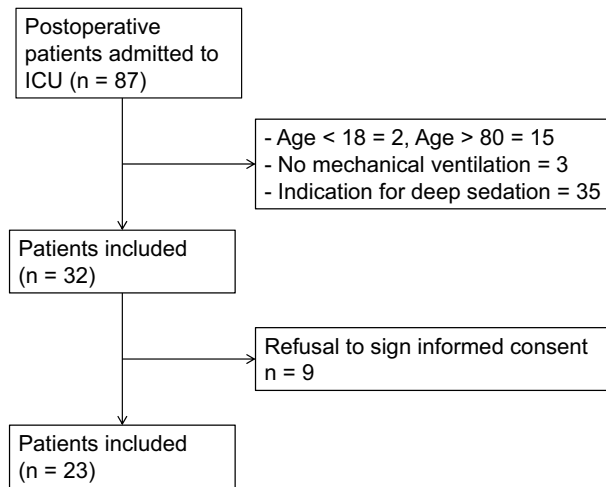 Postoperative
patients admitted to
ICU (n = 87)
- Age < 18 = 2, Age > 80 = 15
- No mechanical ventilation = 3
- Indication for deep sedation = 35
Patients included
(n = 32)
Refusal to sign informed consent
n = 9
Patients included
(n = 23)